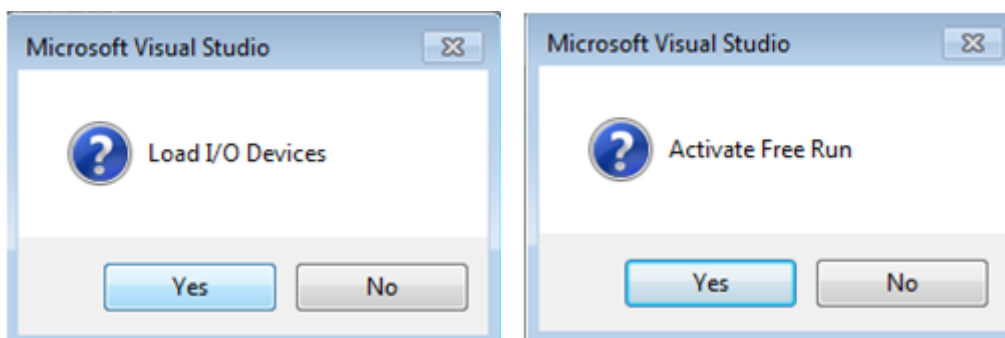 Microsoft Visual Studio
Load I/O Devices
Yes No
Microsoft Visual Studio
Activate Free Run
Yes No